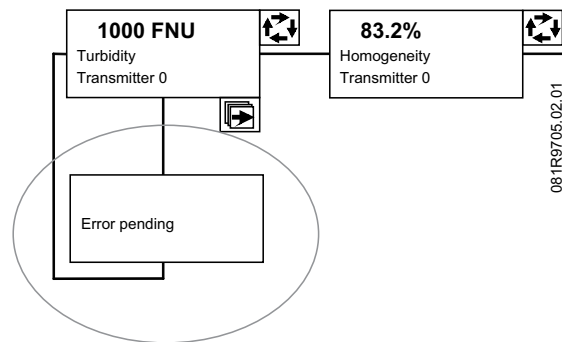 1000 FNU
Turbidity
Transmitter 0
83.2%
Homogeneity
Transmitter 0
Error pending
081R9705.02.01